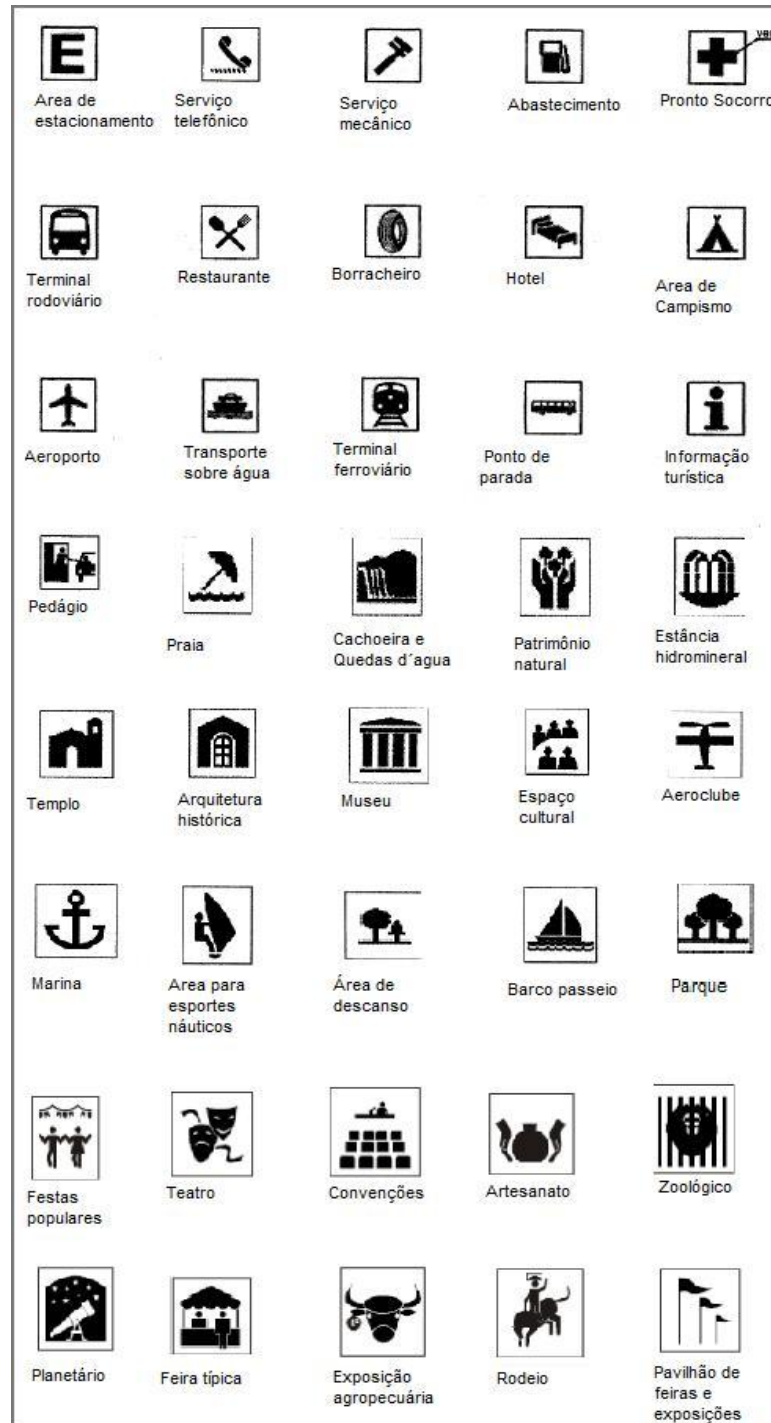 E
ver
Area de
estacionamento
Serviço
telefônico
Serviço
mecânico
Abastecimento
Pronto Socorro
Terminal
rodoviário
Restaurante
Borracheiro
Hotel
Area de
Campismo
Aeroporto
Transporte
sobre água
Terminal
ferroviário
Ponto de
parada
i
Informação
turística
Pedágio
Praia
Cachoeira e
Quedas d´agua
Patrimônio
natural
Estância
hidromineral
Templo
Arquitetura
histórica
Museu
Espaço
cultural
Aeroclube
Marina
Area para
esportes
náuticos
Área de
descanso
Barco passeio
Parque
Festas
populares
Teatro
Convenções
Artesanato
Zoológico
Planetário
Feira típica
Exposição
agropecuária
Rodeio
Pavilhão de
feiras e
exposições